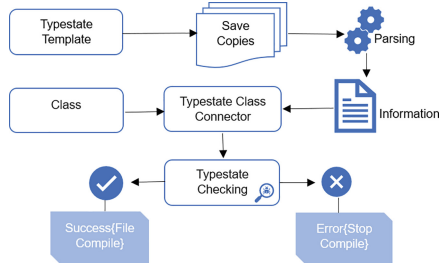 Typestate
Template
Save
Copies
Parsing
Class
Typestate Class
Connector
Information
Typestate
Checking
Success{File
Compile}
Error{Stop
Compile}